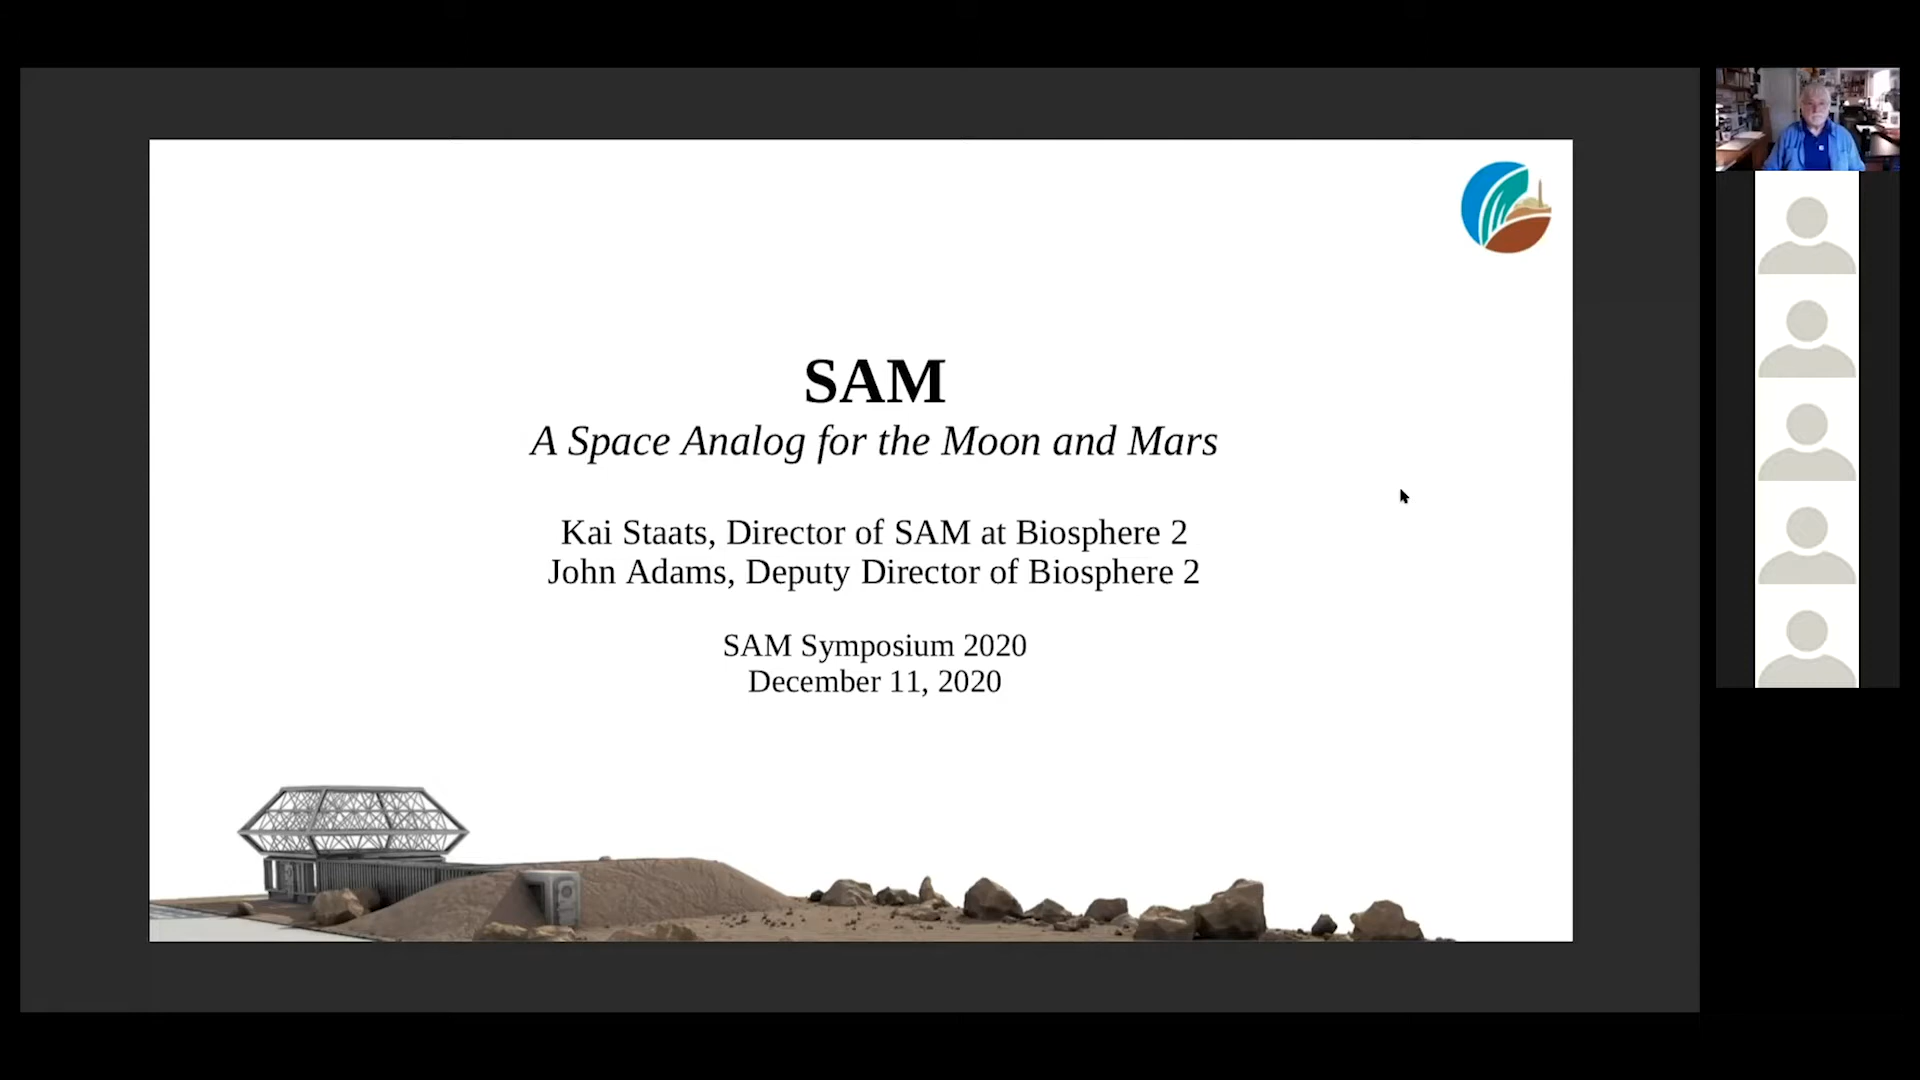 SAM
A Space Analog for the Moon and Mars
Kai Staats, Director of SAM at Biosphere 2
John Adams, Deputy Director of Biosphere 2
SAM Symposium 2020
December 11, 2020